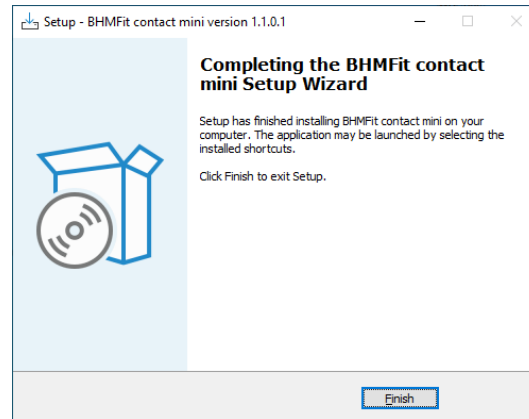 Setup - BHMFit contact mini version 1.1.0.1
Completing the BHMFit contact
mini Setup Wizard
Setup has finished installing BHMFit contact mini on your
computer. The application may be launched by selecting the
installed shortcuts.
Click Finish to exit Setup.
Finish